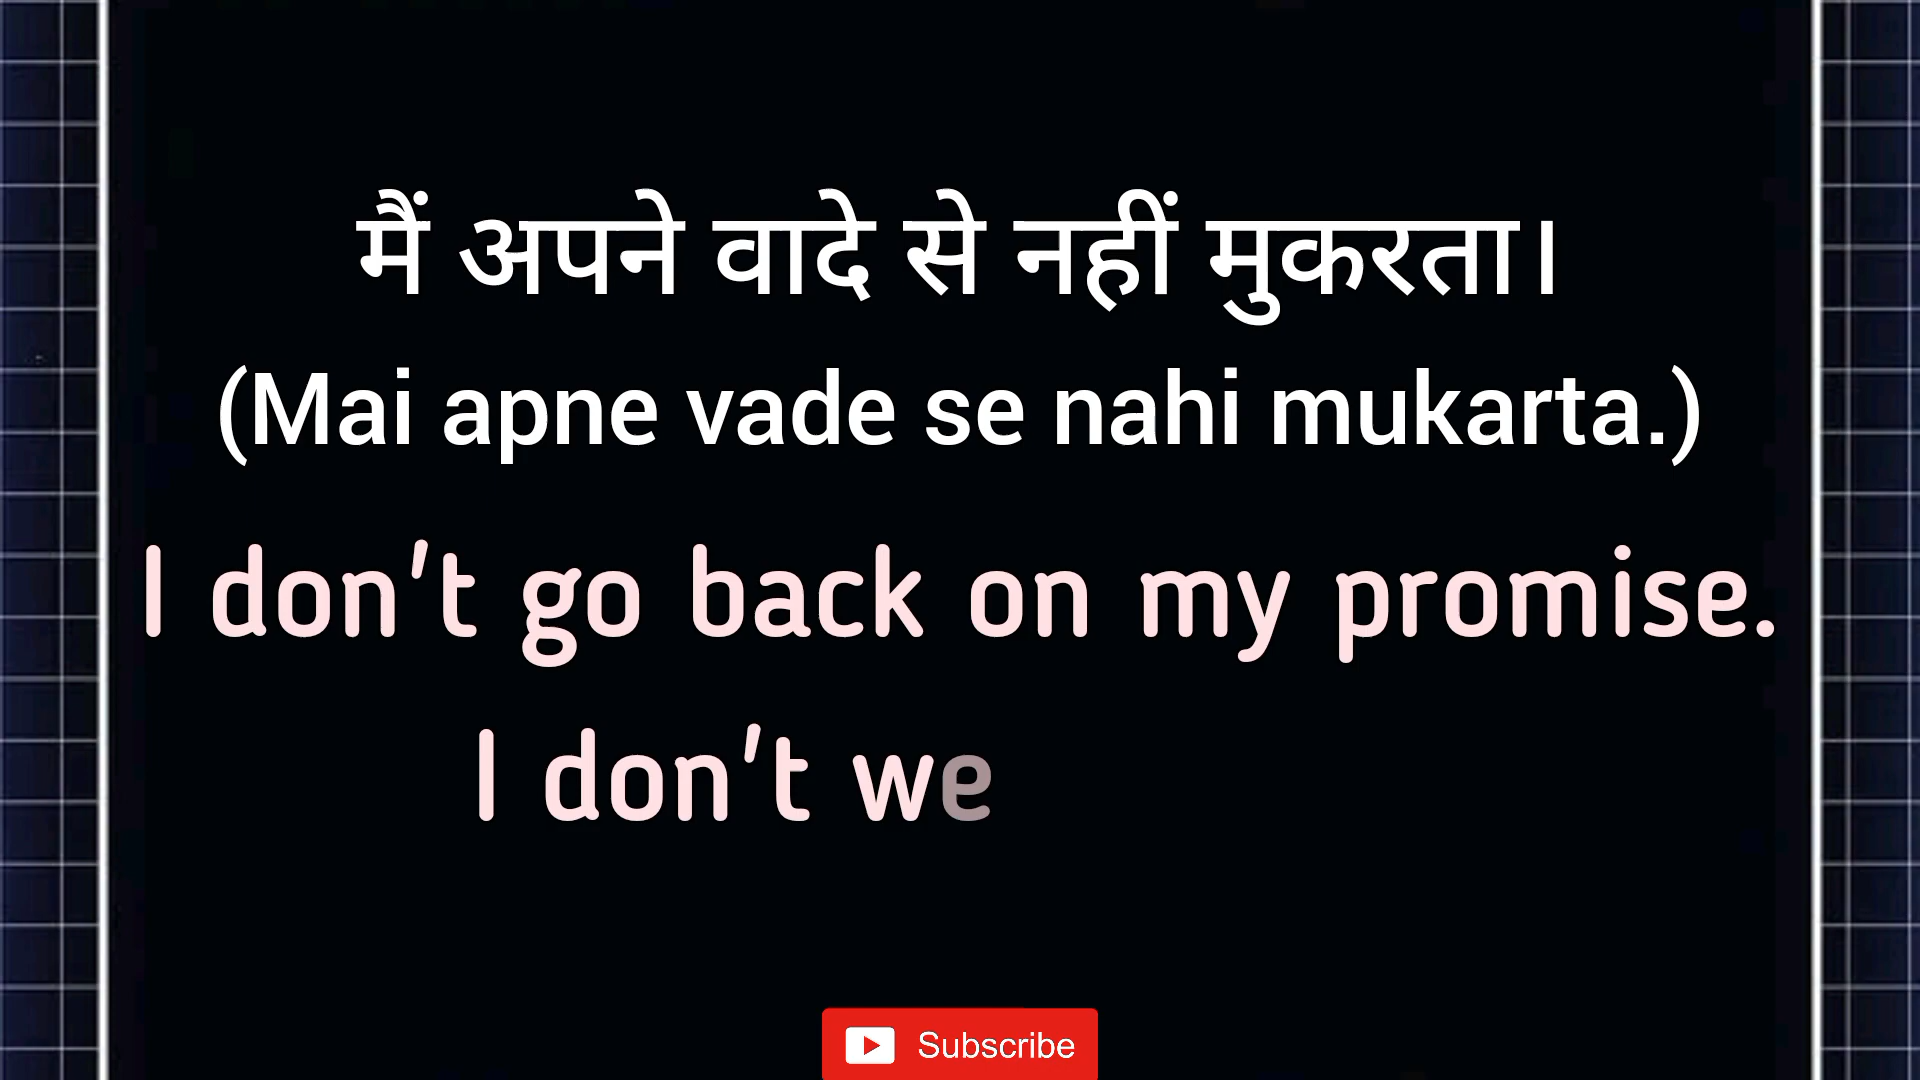 मैं अपने वादे से नहीं मुकरता।
(Mai apne vade se nahi mukarta.)
I don't go back on my promise.
I don't we
Subscribe